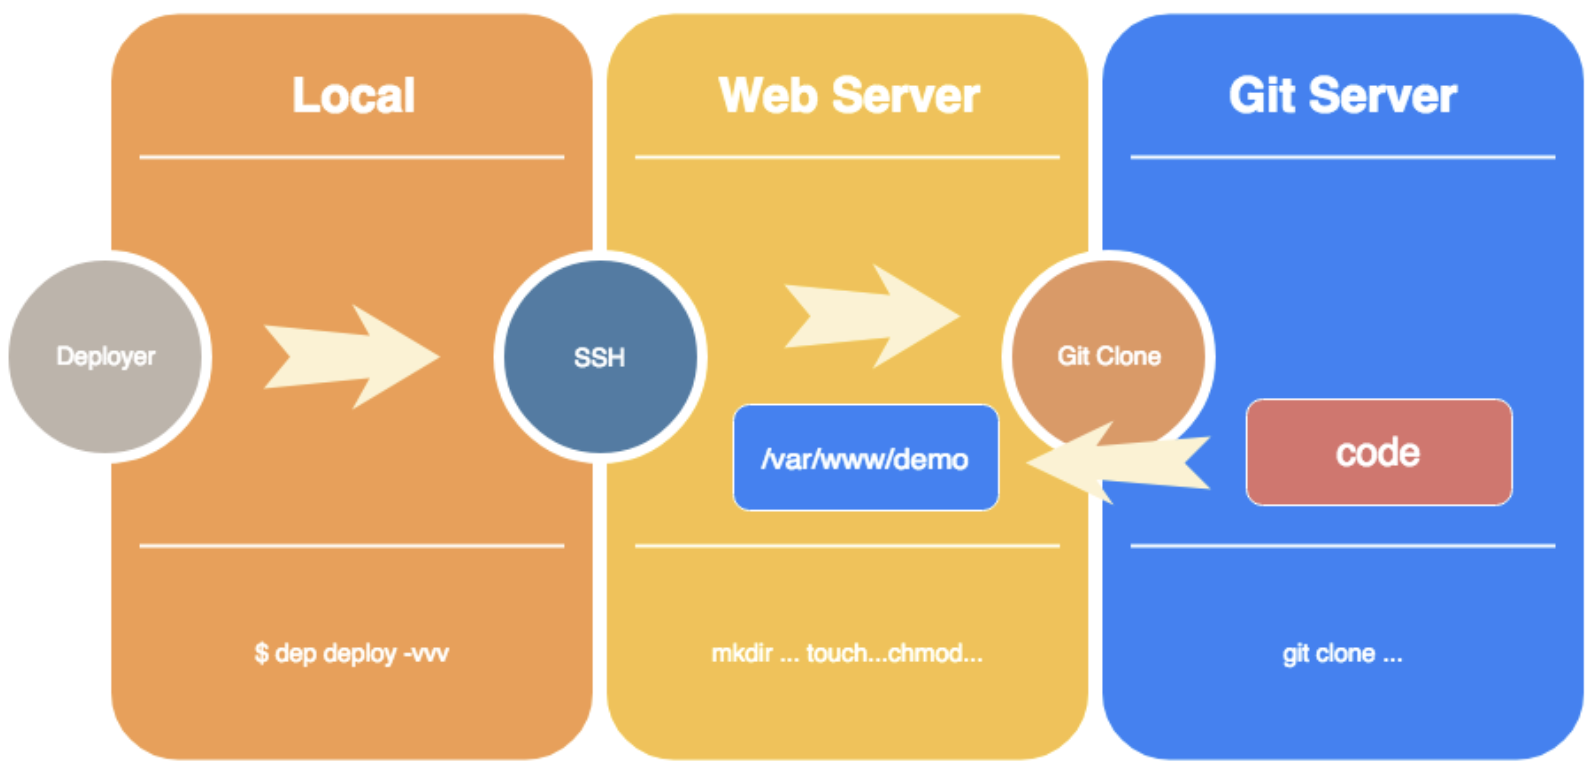 Local
Web Server
Git Server
Deployer
SSH
Git Clone
/var/www/demo
code
$ dep deploy -vvv
mkdir ... touch...chmod...
git clone ...